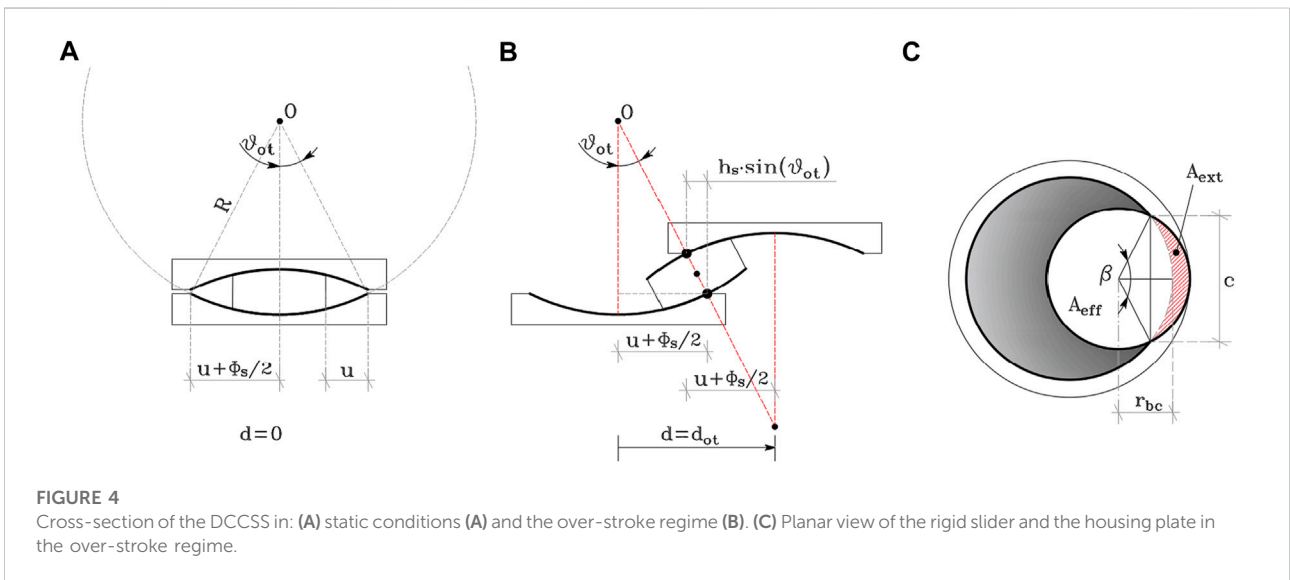 A
B
C
O
ϑot
R
u+Φs/2
u
d=0
O
ϑot
hs·sin(ϑot)
u+Φs/2
u+Φs/2
d=dot
Aext
β
Aeff
c
rbc
FIGURE 4
Cross-section of the DCCSS in: (A) static conditions (A) and the over-stroke regime (B). (C) Planar view of the rigid slider and the housing plate in
the over-stroke regime.